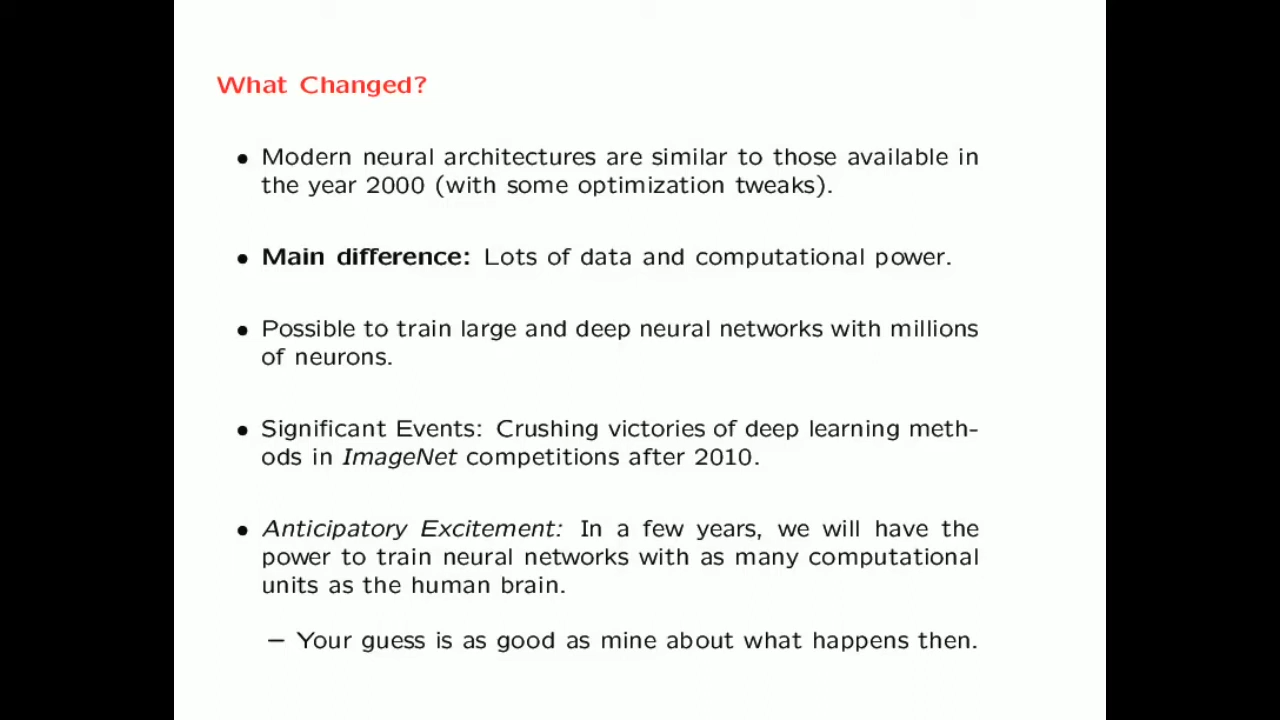 What Changed?
• Modern neural architectures are similar to those available in
the year 2000 (with some optimization tweaks).
• Main difference: Lots of data and computational power.
• Possible to train large and deep neural networks with millions
of neurons.
• Significant Events: Crushing victories of deep learning meth-
ods in ImageNet competitions after 2010.
• Anticipatory Excitement: In a few years, we will have the
power to train neural networks with as many computational
units as the human brain.
– Your guess is as good as mine about what happens then.